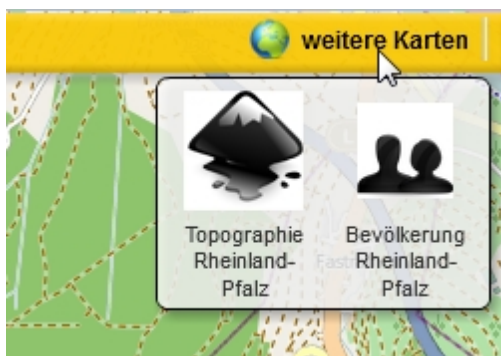 weitere Karten
Topographie
Rheinland-
Pfalz
Bevölkerung
Rheinland-
Pfalz